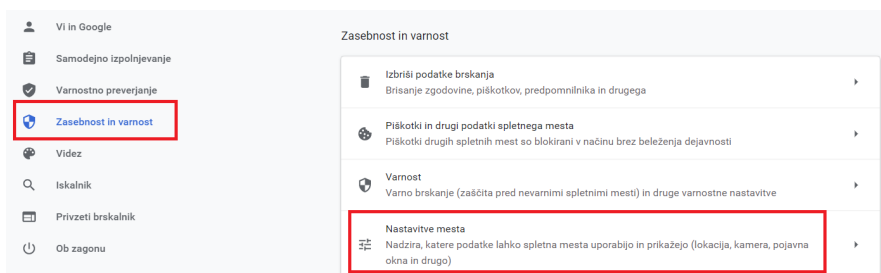 Vi in Google
Samodejno izpolnjevanje
Varnostno preverjanje
Zasebnost in varnost
Videz
Iskalnik
Privzeti brskalnik
Ob zagonu
Zasebnost in varnost
Izbriši podatke brskanja
Brisanje zgodovine, piškotkov, predpomnilnika in drugega
Piškotki in drugi podatki spletnega mesta
Piškotki drugih spletnih mest so blokirani v načinu brez beleženja dejavnosti
Varnost
Varno brskanje (zaščita pred nevarnimi spletnimi mesti) in druge varnostne nastavitve
Nastavitve mesta
Nadzira, katere podatke lahko spletna mesta uporabijo in prikažejo (lokacija, kamera, pojavna
okna in drugo)